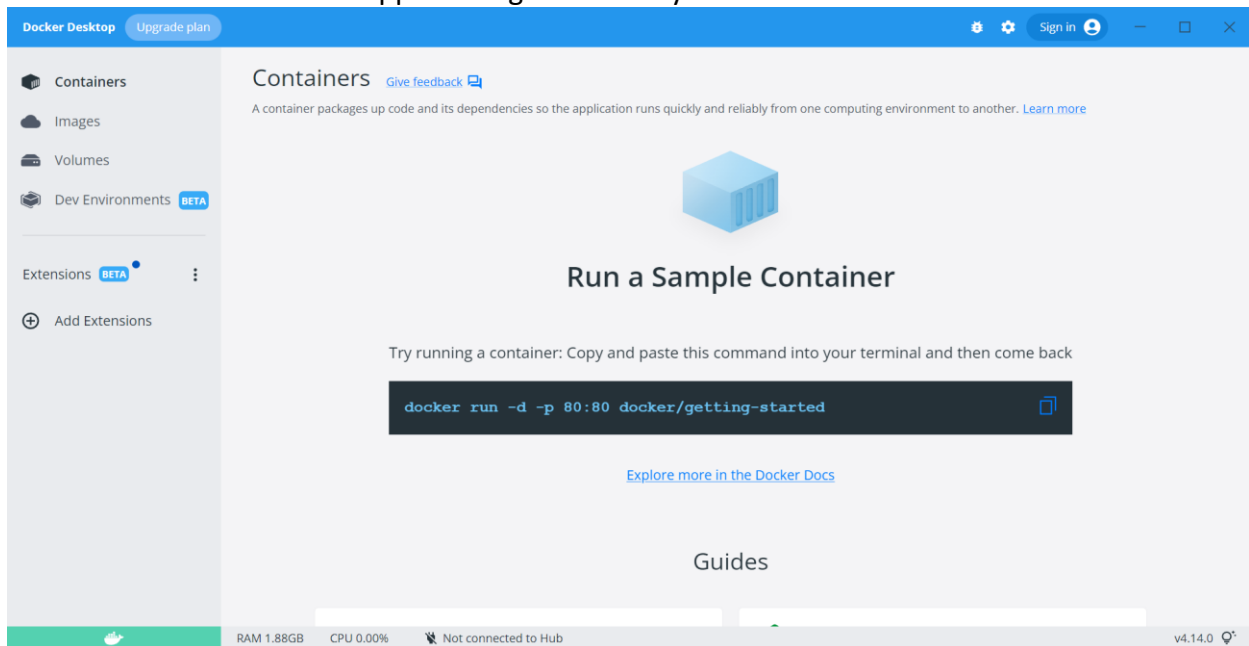 Docker Desktop Upgrade plan Sign in
Containers
Images
Volumes
Dev Environments BETA
Extensions BETA
Add Extensions
Containers Give feedback
A container packages up code and its dependencies so the application runs quickly and reliably from one computing environment to another. Learn more
Run a Sample Container
Try running a container: Copy and paste this command into your terminal and then come back
docker run -d -p 80:80 docker/getting-started
Explore more in the Docker Docs
Guides
RAM 1.88GB CPU 0.00% Not connected to Hub v4.14.0